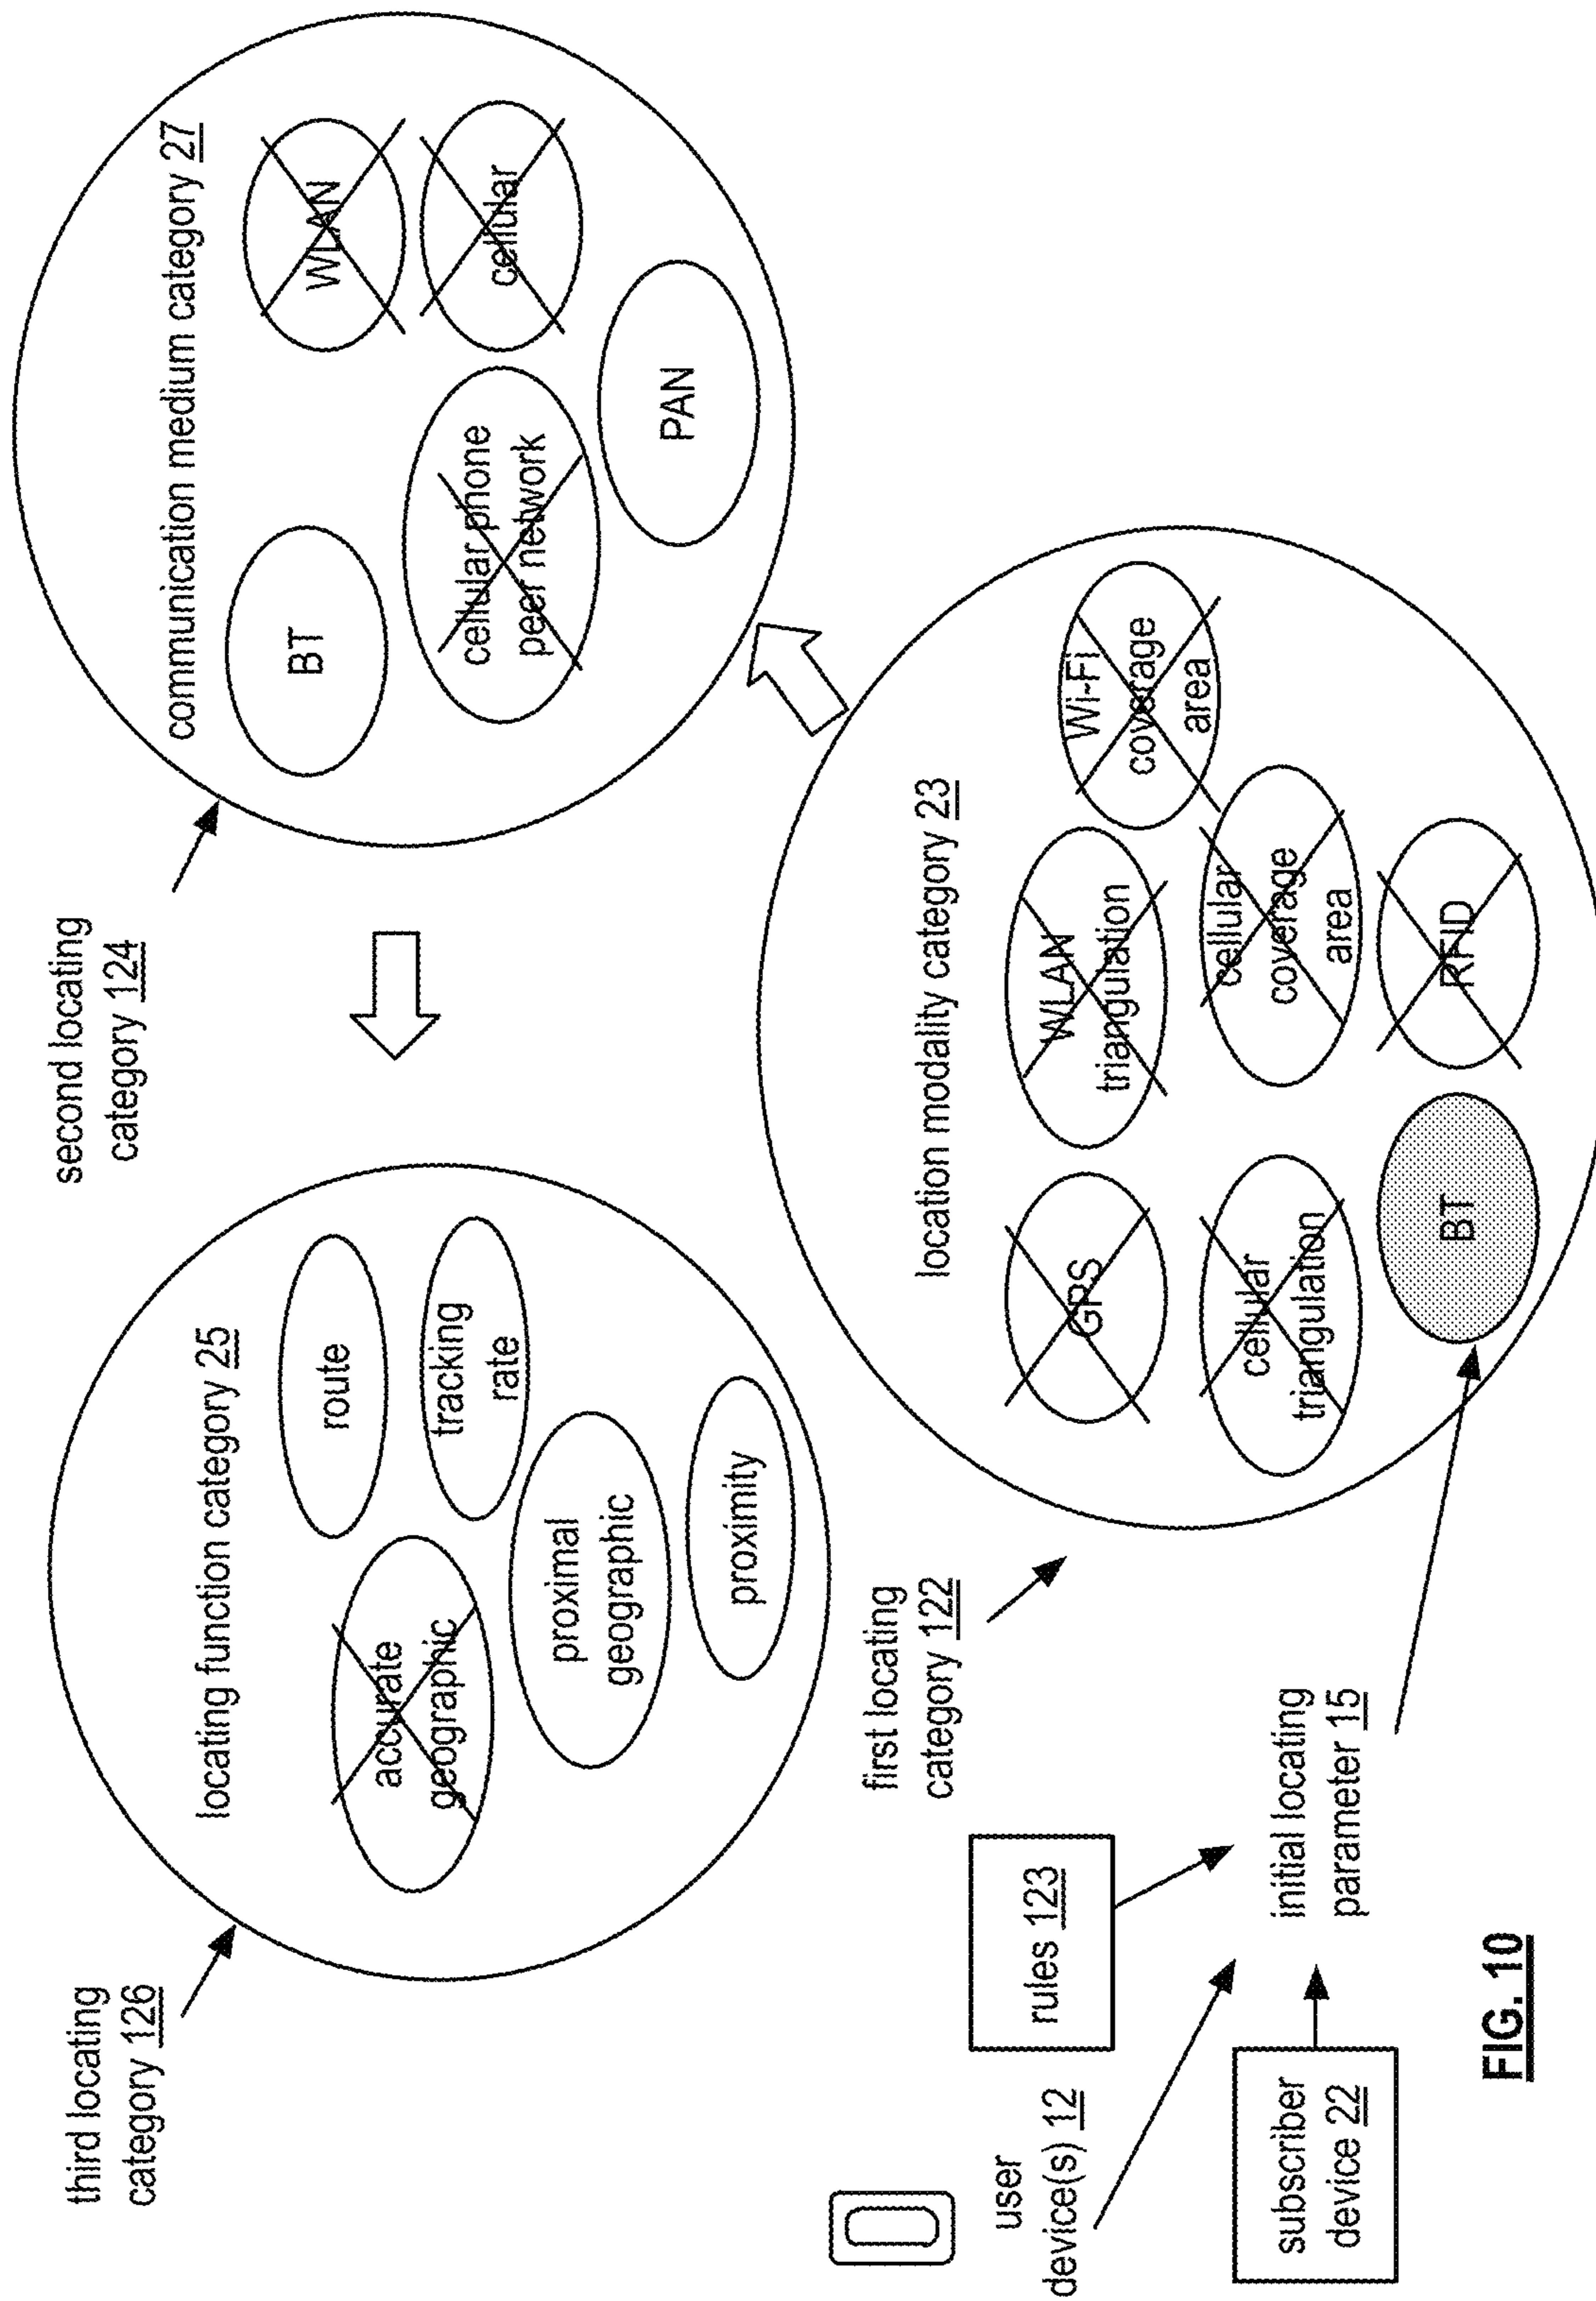 third locating
category 126
second locating
category 124
locating function category 25
route
accurate
geographic
tracking
rate
proximal
geographic
proximity
communication medium category 27
BT
WLAN
cellular phone
peer network
cellular
PAN
first locating
category 122
location modality category 23
GPS
WLAN
triangulation
Wi-Fi
coverage
area
cellular
triangulation
cellular
coverage
area
BT
RFID
user
device(s) 12
rules 123
subscriber
device 22
initial locating
parameter 15
FIG. 10